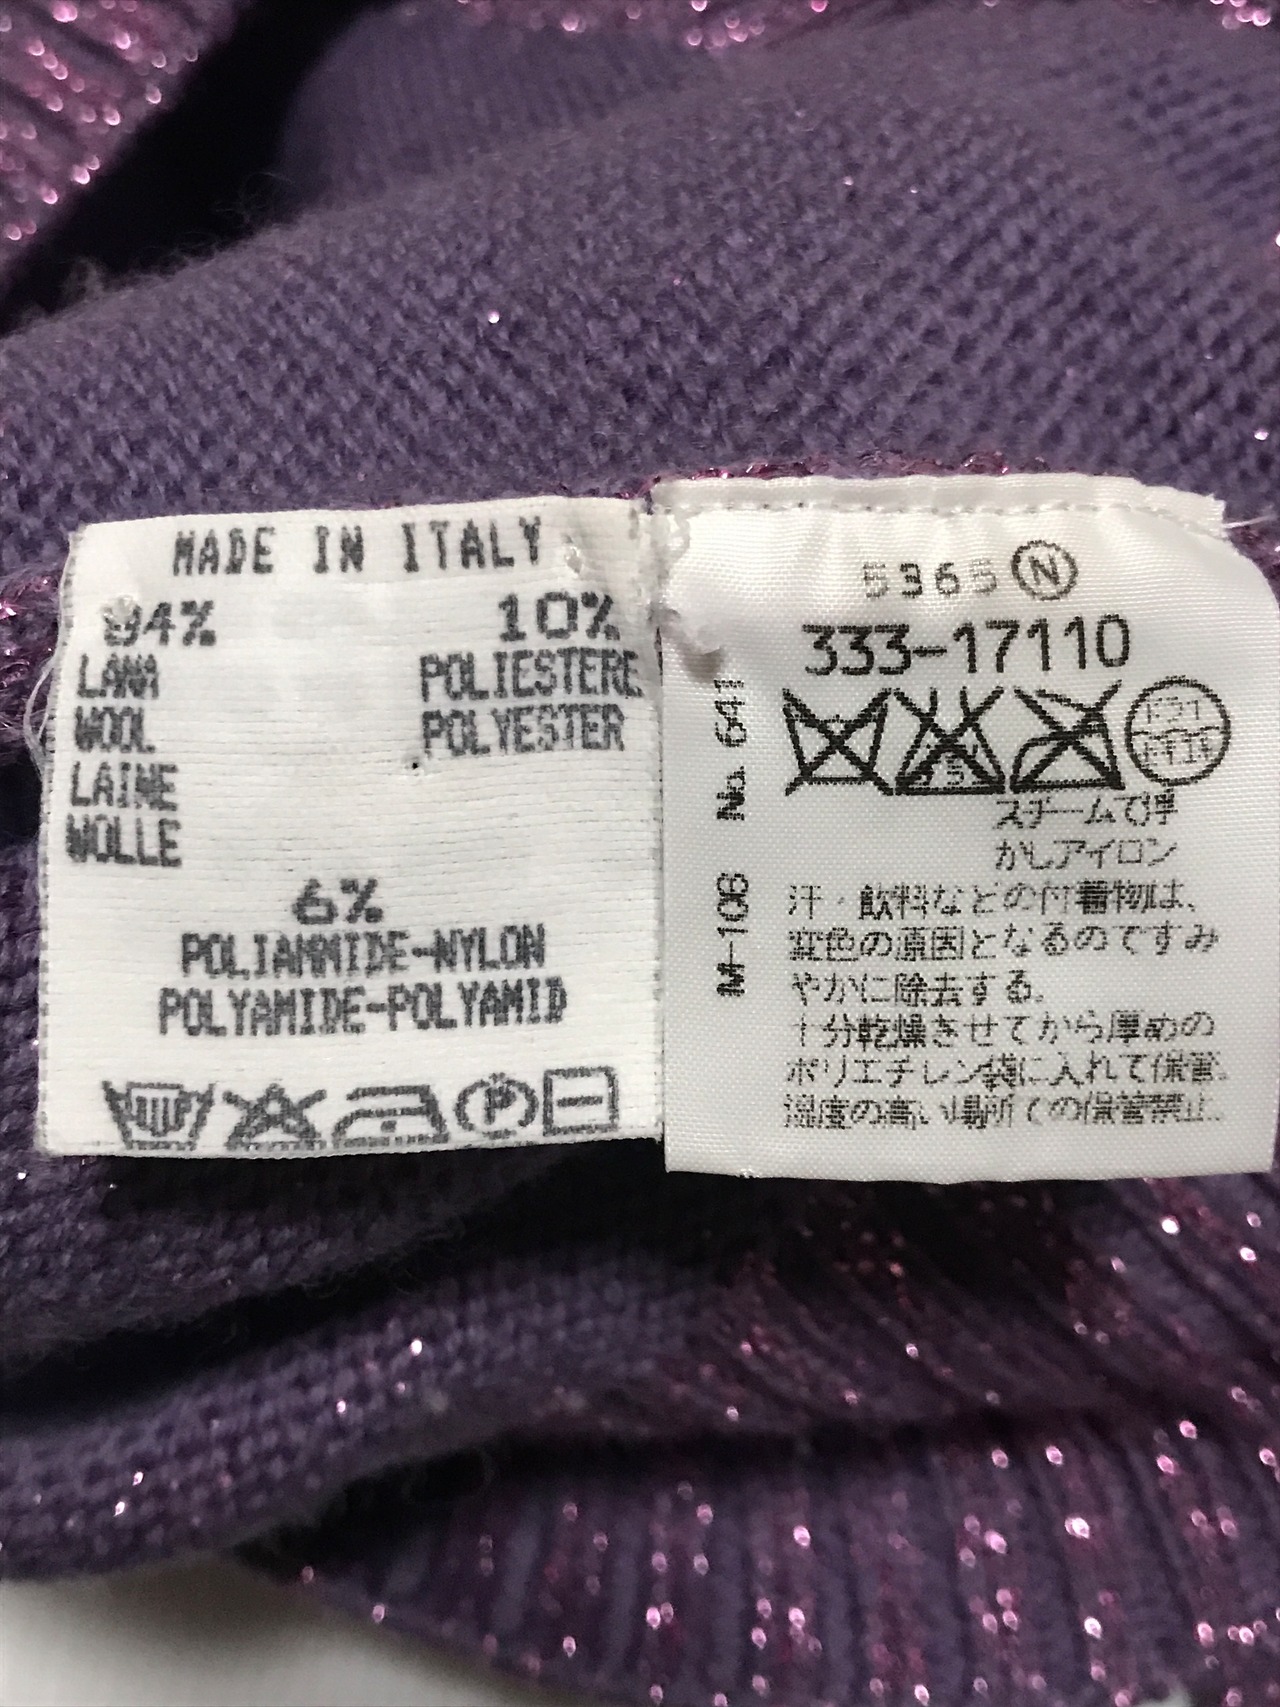 MADE IN ITALY
84% 10%
LANA POLIESTERE
WOOL POLYESTER
LAINE
WOLLE
6%
POLIAMMIDE-NYLON
POLYAMIDE-POLYAMID
P
5365 N
333-17110
M-108 No. 641
ドライ
スチームで浮
かしアイロン
汗・飲料などの付着物は、
変色の原因となるのですみ
やかに除去する。
十分乾燥させてから厚めの
ポリエチレン袋に入れて保管。
湿度の高い場所での保管禁止。